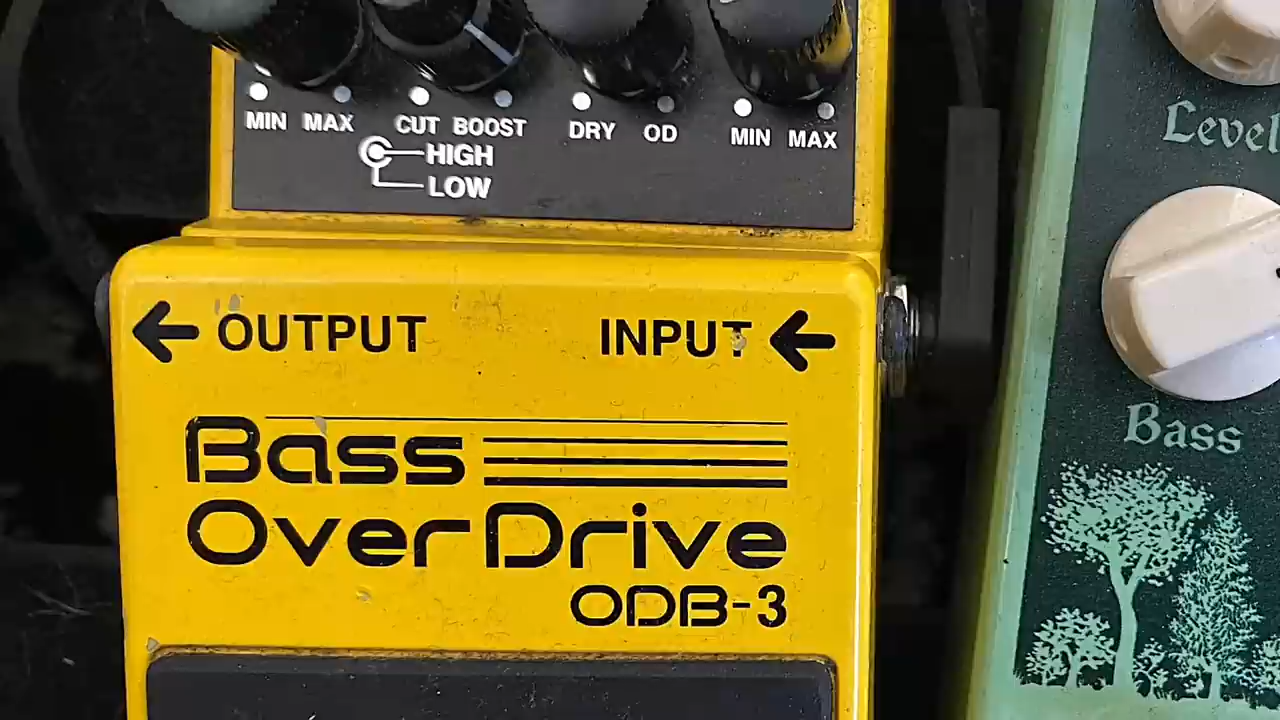 MIN MAX CUT BOOST DRY OD MIN MAX
HIGH
LOW
← OUTPUT INPUT ←
Bass
OverDrive
ODB-3
Level
Bass